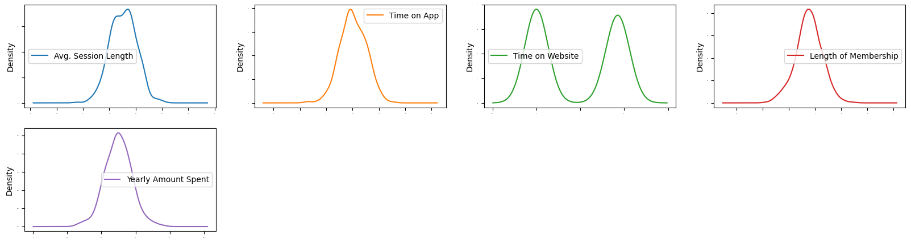 Density
Avg. Session Length
Density
Time on App
Density
Time on Website
Density
Length of Membership
Density
Yearly Amount Spent